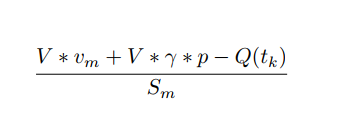 V * v_m + V * γ * p − Q(t_k)
S_m